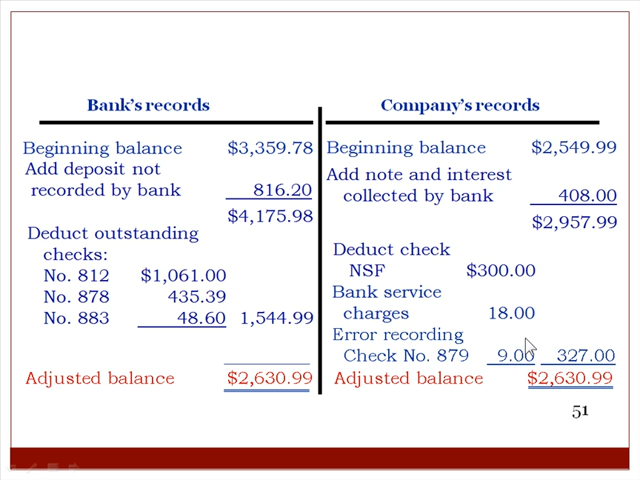 Bank's records
Beginning balance $3,359.78
Add deposit not
recorded by bank 816.20
$4,175.98
Deduct outstanding
checks:
No. 812 $1,061.00
No. 878 435.39
No. 883 48.60 1,544.99
Adjusted balance $2,630.99
Company's records
Beginning balance $2,549.99
Add note and interest
collected by bank 408.00
$2,957.99
Deduct check
NSF $300.00
Bank service
charges 18.00
Error recording
Check No. 879 9.00 327.00
Adjusted balance $2,630.99
51